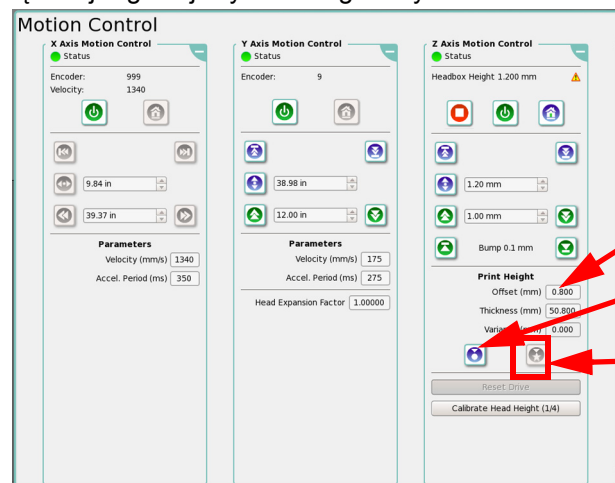 Motion Control
X Axis Motion Control
Status
Encoder: 999
Velocity: 1340
9.84 in
39.37 in
Parameters
Velocity (mm/s) 1340
Accel. Period (ms) 350
Y Axis Motion Control
Status
Encoder: 9
38.98 in
12.00 in
Parameters
Velocity (mm/s) 175
Accel. Period (ms) 275
Head Expansion Factor 1.00000
Z Axis Motion Control
Status
Headbox Height 1.200 mm
1.20 mm
1.00 mm
Bump 0.1 mm
Print Height
Offset (mm) 0.800
Thickness (mm) 50.800
0.000
Reset Drive
Calibrate Head Height (1/4)